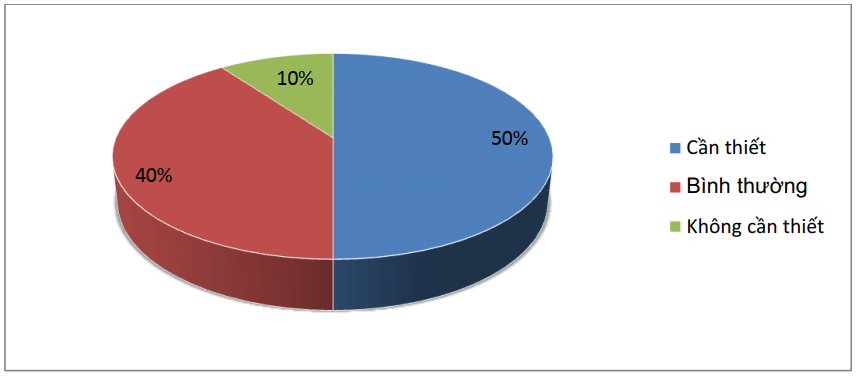 10%
50%
40%
Cần thiết
Bình thường
Không cần thiết